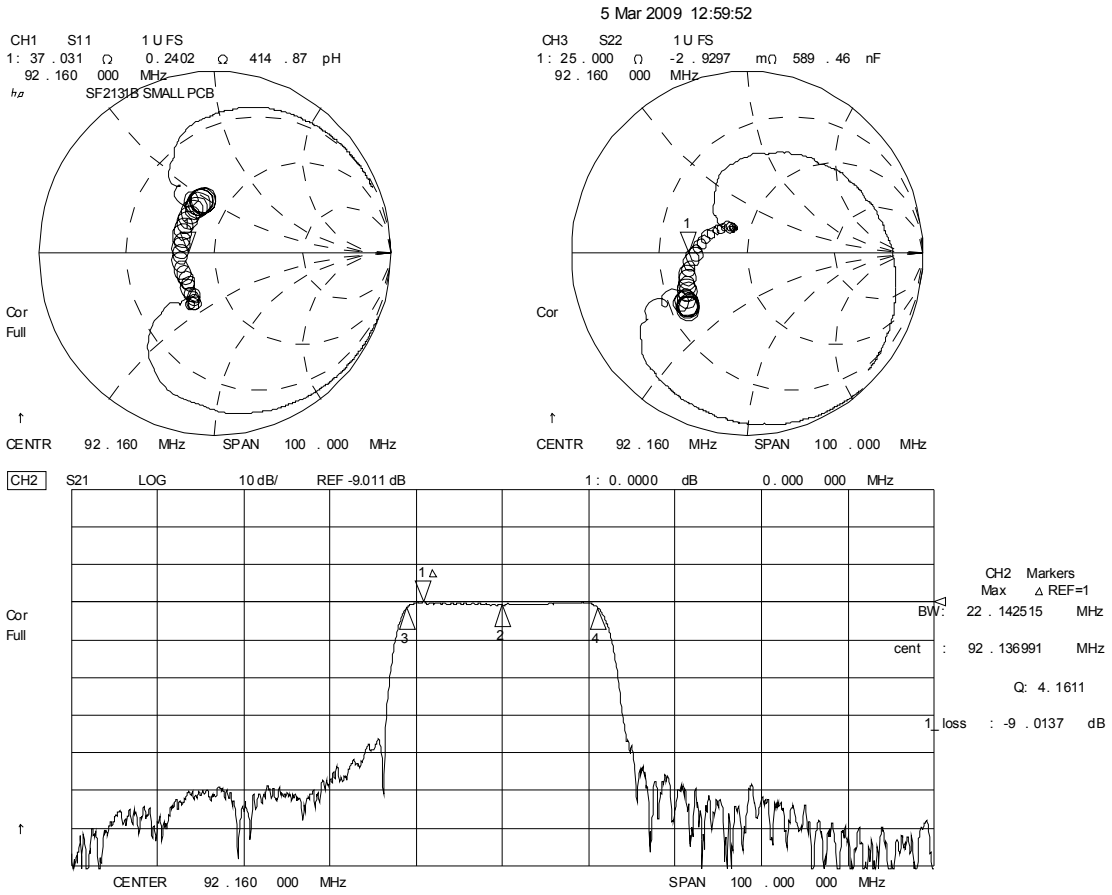 5 Mar 2009 12:59:52
CH1 S11 1 U FS
1: 37.031 Ω 0.2402 Ω 414 . 87 pH
92 . 160 000 MHz
hp SF2131B SMALL PCB
Cor
Full
↑
CENTR 92 . 160 MHz SPAN 100 . 000 MHz
CH3 S22 1 U FS
1: 25.000 Ω -2 . 9297 mΩ 589 . 46 nF
92 . 160 000 MHz
1
Cor
↑
CENTR 92 . 160 MHz SPAN 100 . 000 MHz
CH2 S21 LOG 10 dB/ REF -9.011 dB 1 : 0. 0000 dB 0. 000 000 MHz
1 Δ
3
2
4
Cor
Full
↑
CH2 Markers
Max Δ REF=1
BW: 22 . 142515 MHz
cent : 92 . 136991 MHz
Q: 4. 1611
1_loss : -9 . 0137 dB
CENTER 92 . 160 000 MHz SPAN 100 . 000 000 MHz